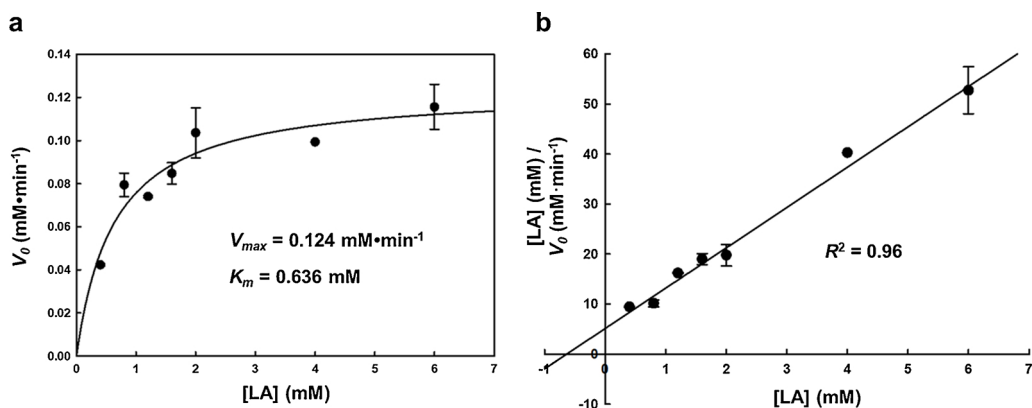 a
0.14
0.12
0.10
0.08
0.06
0.04
0.02
0.00
V0 (mM•min-1)
Vmax = 0.124 mM•min-1
Km = 0.636 mM
0 1 2 3 4 5 6 7
[LA] (mM)
b
60
50
40
30
20
10
0
-10
[LA] (mM) /
V0 (mM·min-1)
R2 = 0.96
-1 0 1 2 3 4 5 6 7
[LA] (mM)